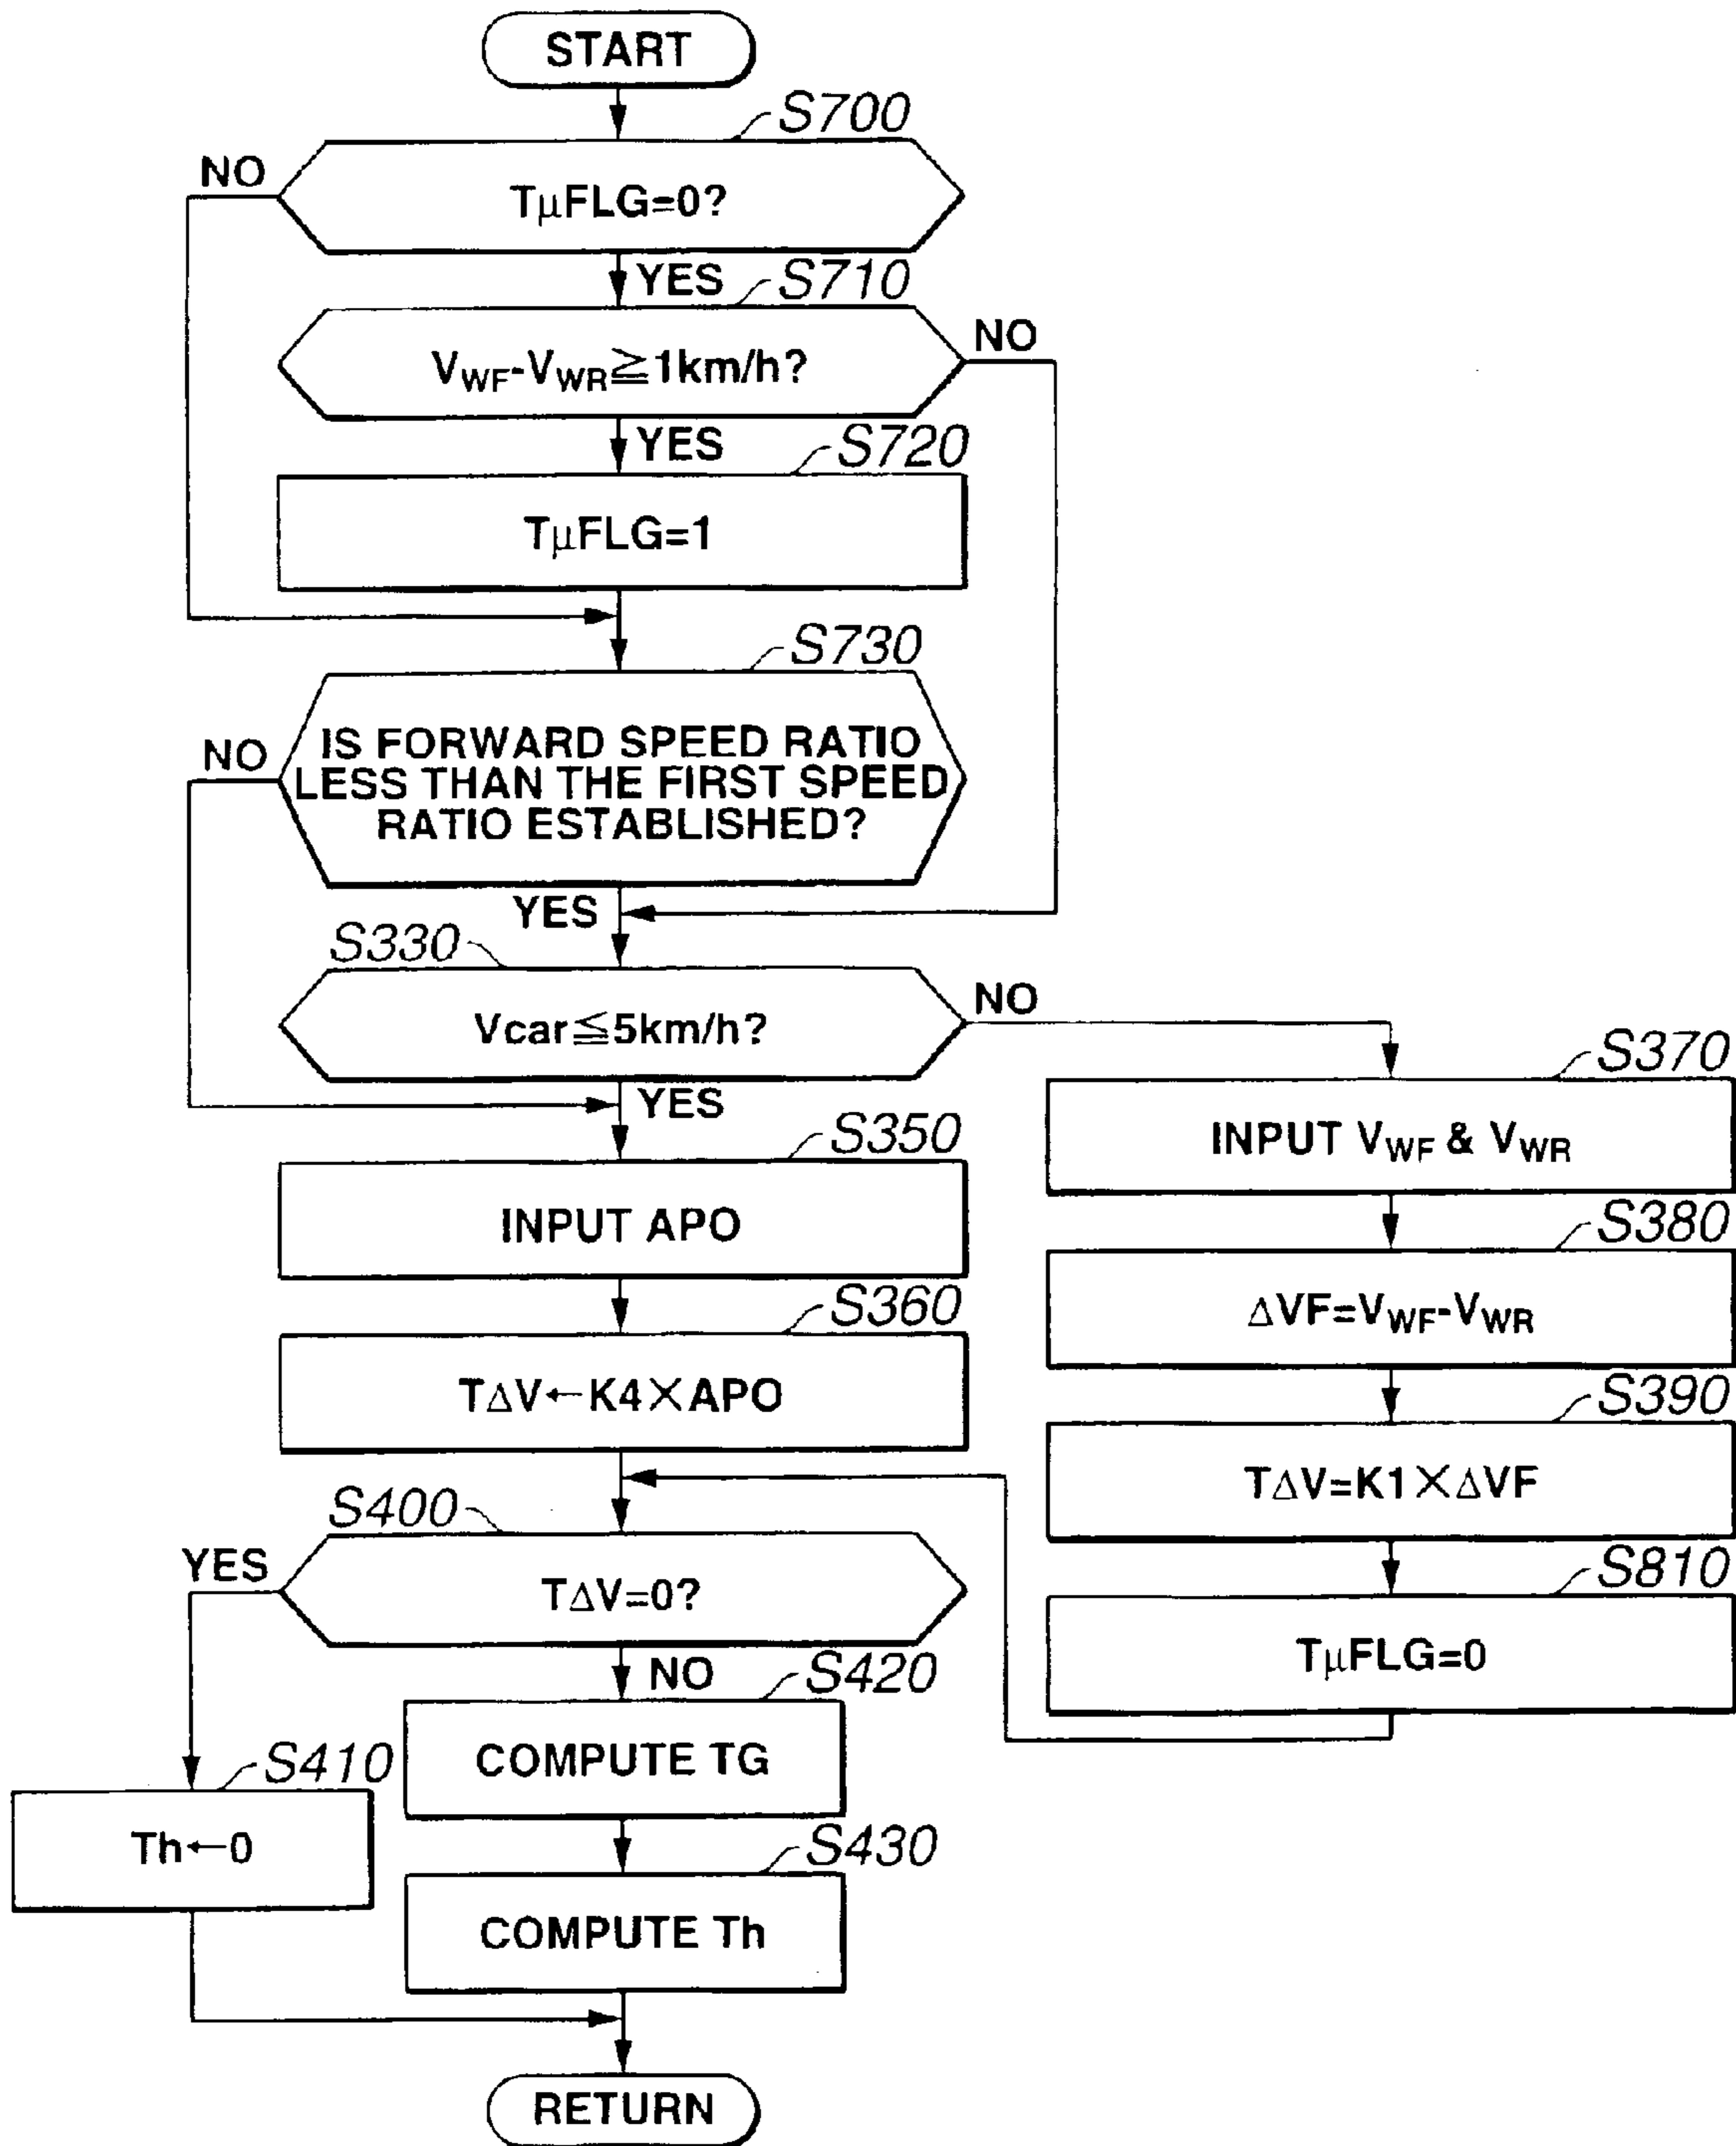 START
S700
NO
TμFLG=0?
YES
S710
NO
VWF-VWR≧1km/h?
YES
S720
TμFLG=1
S730
NO
IS FORWARD SPEED RATIO
LESS THAN THE FIRST SPEED
RATIO ESTABLISHED?
YES
S330
NO
Vcar≦5km/h?
YES
S370
INPUT VWF & VWR
S350
INPUT APO
S380
ΔVF=VWF-VWR
S360
TΔV←K4×APO
S390
TΔV=K1×ΔVF
S400
YES
TΔV=0?
NO
S810
TμFLG=0
S420
COMPUTE TG
S410
Th←0
S430
COMPUTE Th
RETURN